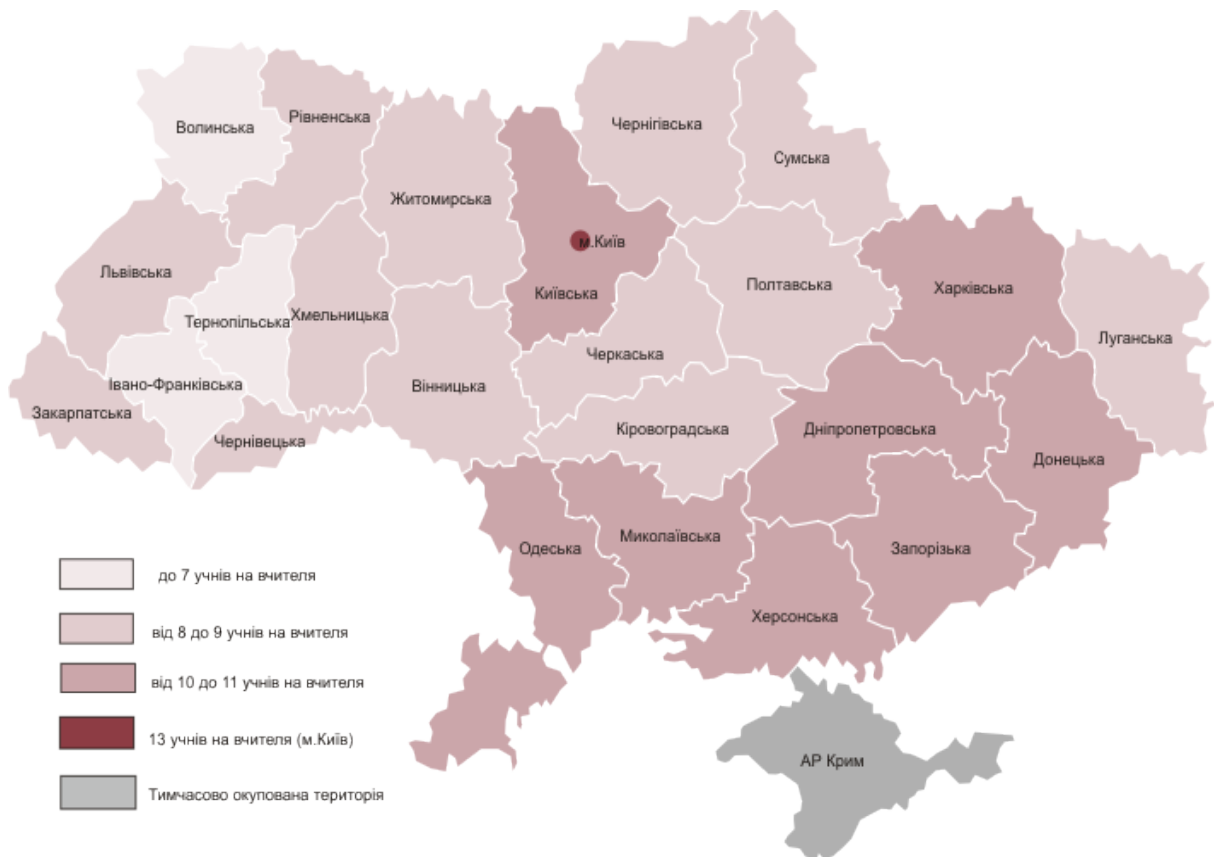 Волинська
Рівненська
Чернігівська
Сумська
Житомирська
м.Київ
Львівська
Київська
Полтавська
Харківська
Тернопільська
Хмельницька
Луганська
Черкаська
Івано-Франківська
Вінницька
Закарпатська
Чернівецька
Кіровоградська
Дніпропетровська
Донецька
Одеська
Миколаївська
Запорізька
Херсонська
до 7 учнів на вчителя
від 8 до 9 учнів на вчителя
від 10 до 11 учнів на вчителя
13 учнів на вчителя (м.Київ)
Тимчасово окупована територія
АР Крим